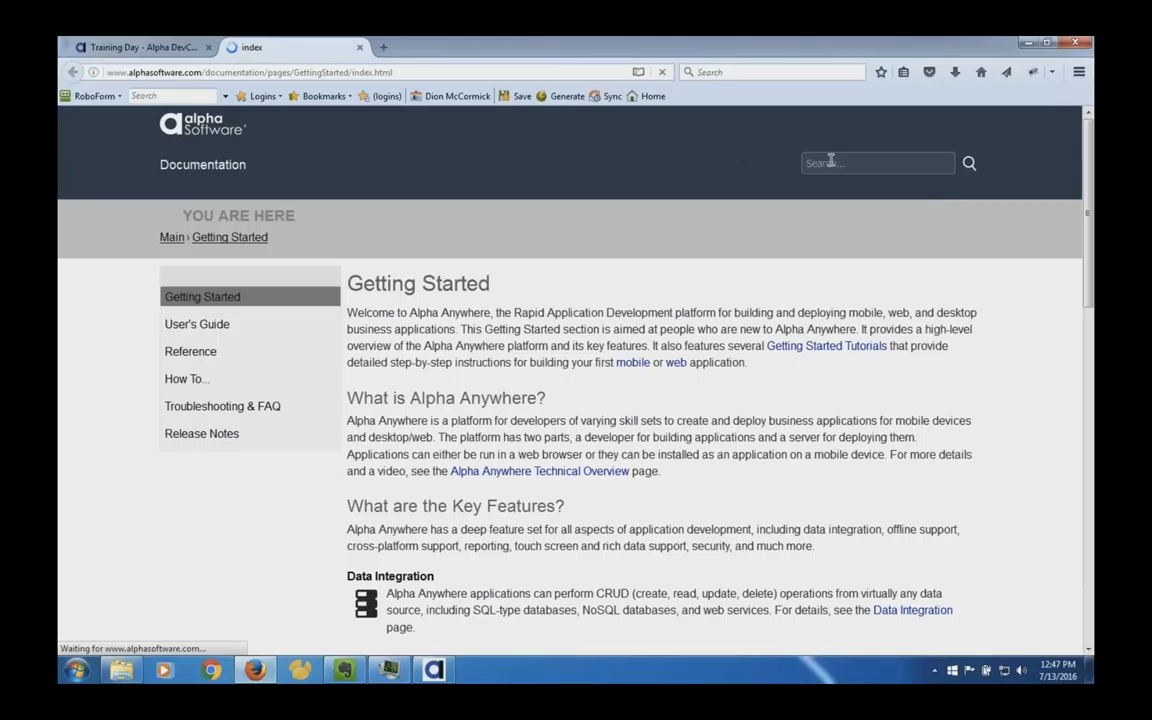 Training Day - Alpha DevC...
index
www.alphasoftware.com/documentation/pages/GettingStarted/index.html
Search
RoboForm
Search
Logins
Bookmarks
(logins)
Dion McCormick
Save
Generate
Sync
Home
alpha
Software
Documentation
Search...
YOU ARE HERE
Main › Getting Started
Getting Started
User's Guide
Reference
How To...
Troubleshooting & FAQ
Release Notes
Getting Started
Welcome to Alpha Anywhere, the Rapid Application Development platform for building and deploying mobile, web, and desktop
business applications. This Getting Started section is aimed at people who are new to Alpha Anywhere. It provides a high-level
overview of the Alpha Anywhere platform and its key features. It also features several Getting Started Tutorials that provide
detailed step-by-step instructions for building your first mobile or web application.
What is Alpha Anywhere?
Alpha Anywhere is a platform for developers of varying skill sets to create and deploy business applications for mobile devices
and desktop/web. The platform has two parts, a developer for building applications and a server for deploying them.
Applications can either be run in a web browser or they can be installed as an application on a mobile device. For more details
and a video, see the Alpha Anywhere Technical Overview page.
What are the Key Features?
Alpha Anywhere has a deep feature set for all aspects of application development, including data integration, offline support,
cross-platform support, reporting, touch screen and rich data support, security, and much more.
Data Integration
Alpha Anywhere applications can perform CRUD (create, read, update, delete) operations from virtually any data
source, including SQL-type databases, NoSQL databases, and web services. For details, see the Data Integration
page.
Waiting for www.alphasoftware.com...
12:47 PM
7/13/2016